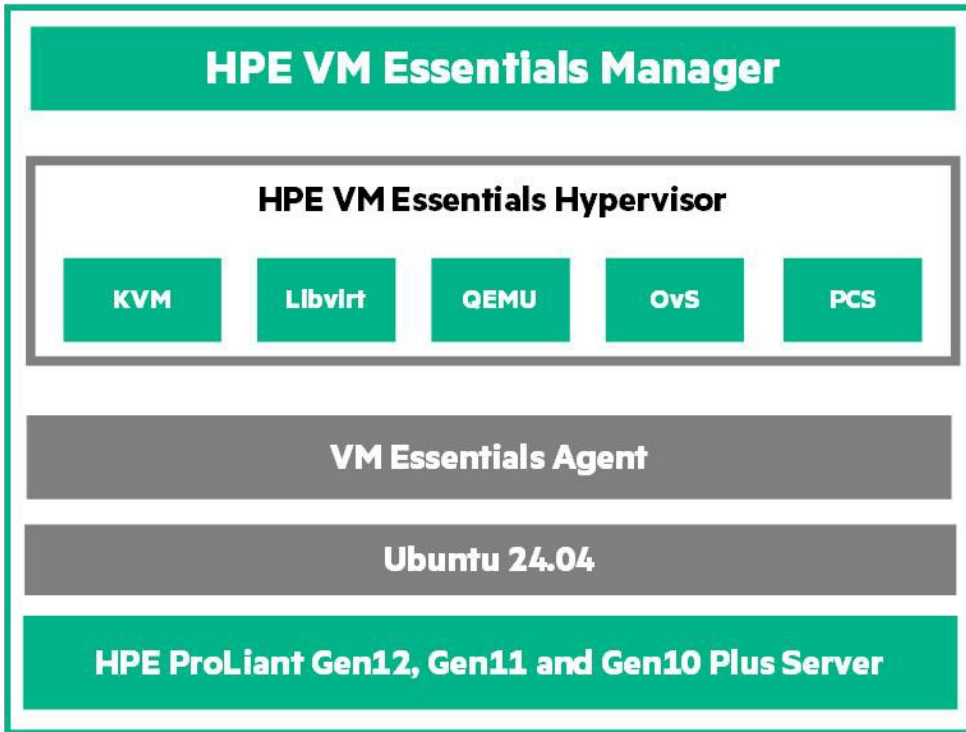 HPE VM Essentials Manager
HPE VM Essentials Hypervisor
KVM
Libvirt
QEMU
OvS
PCS
VM Essentials Agent
Ubuntu 24.04
HPE ProLiant Gen12, Gen11 and Gen10 Plus Server